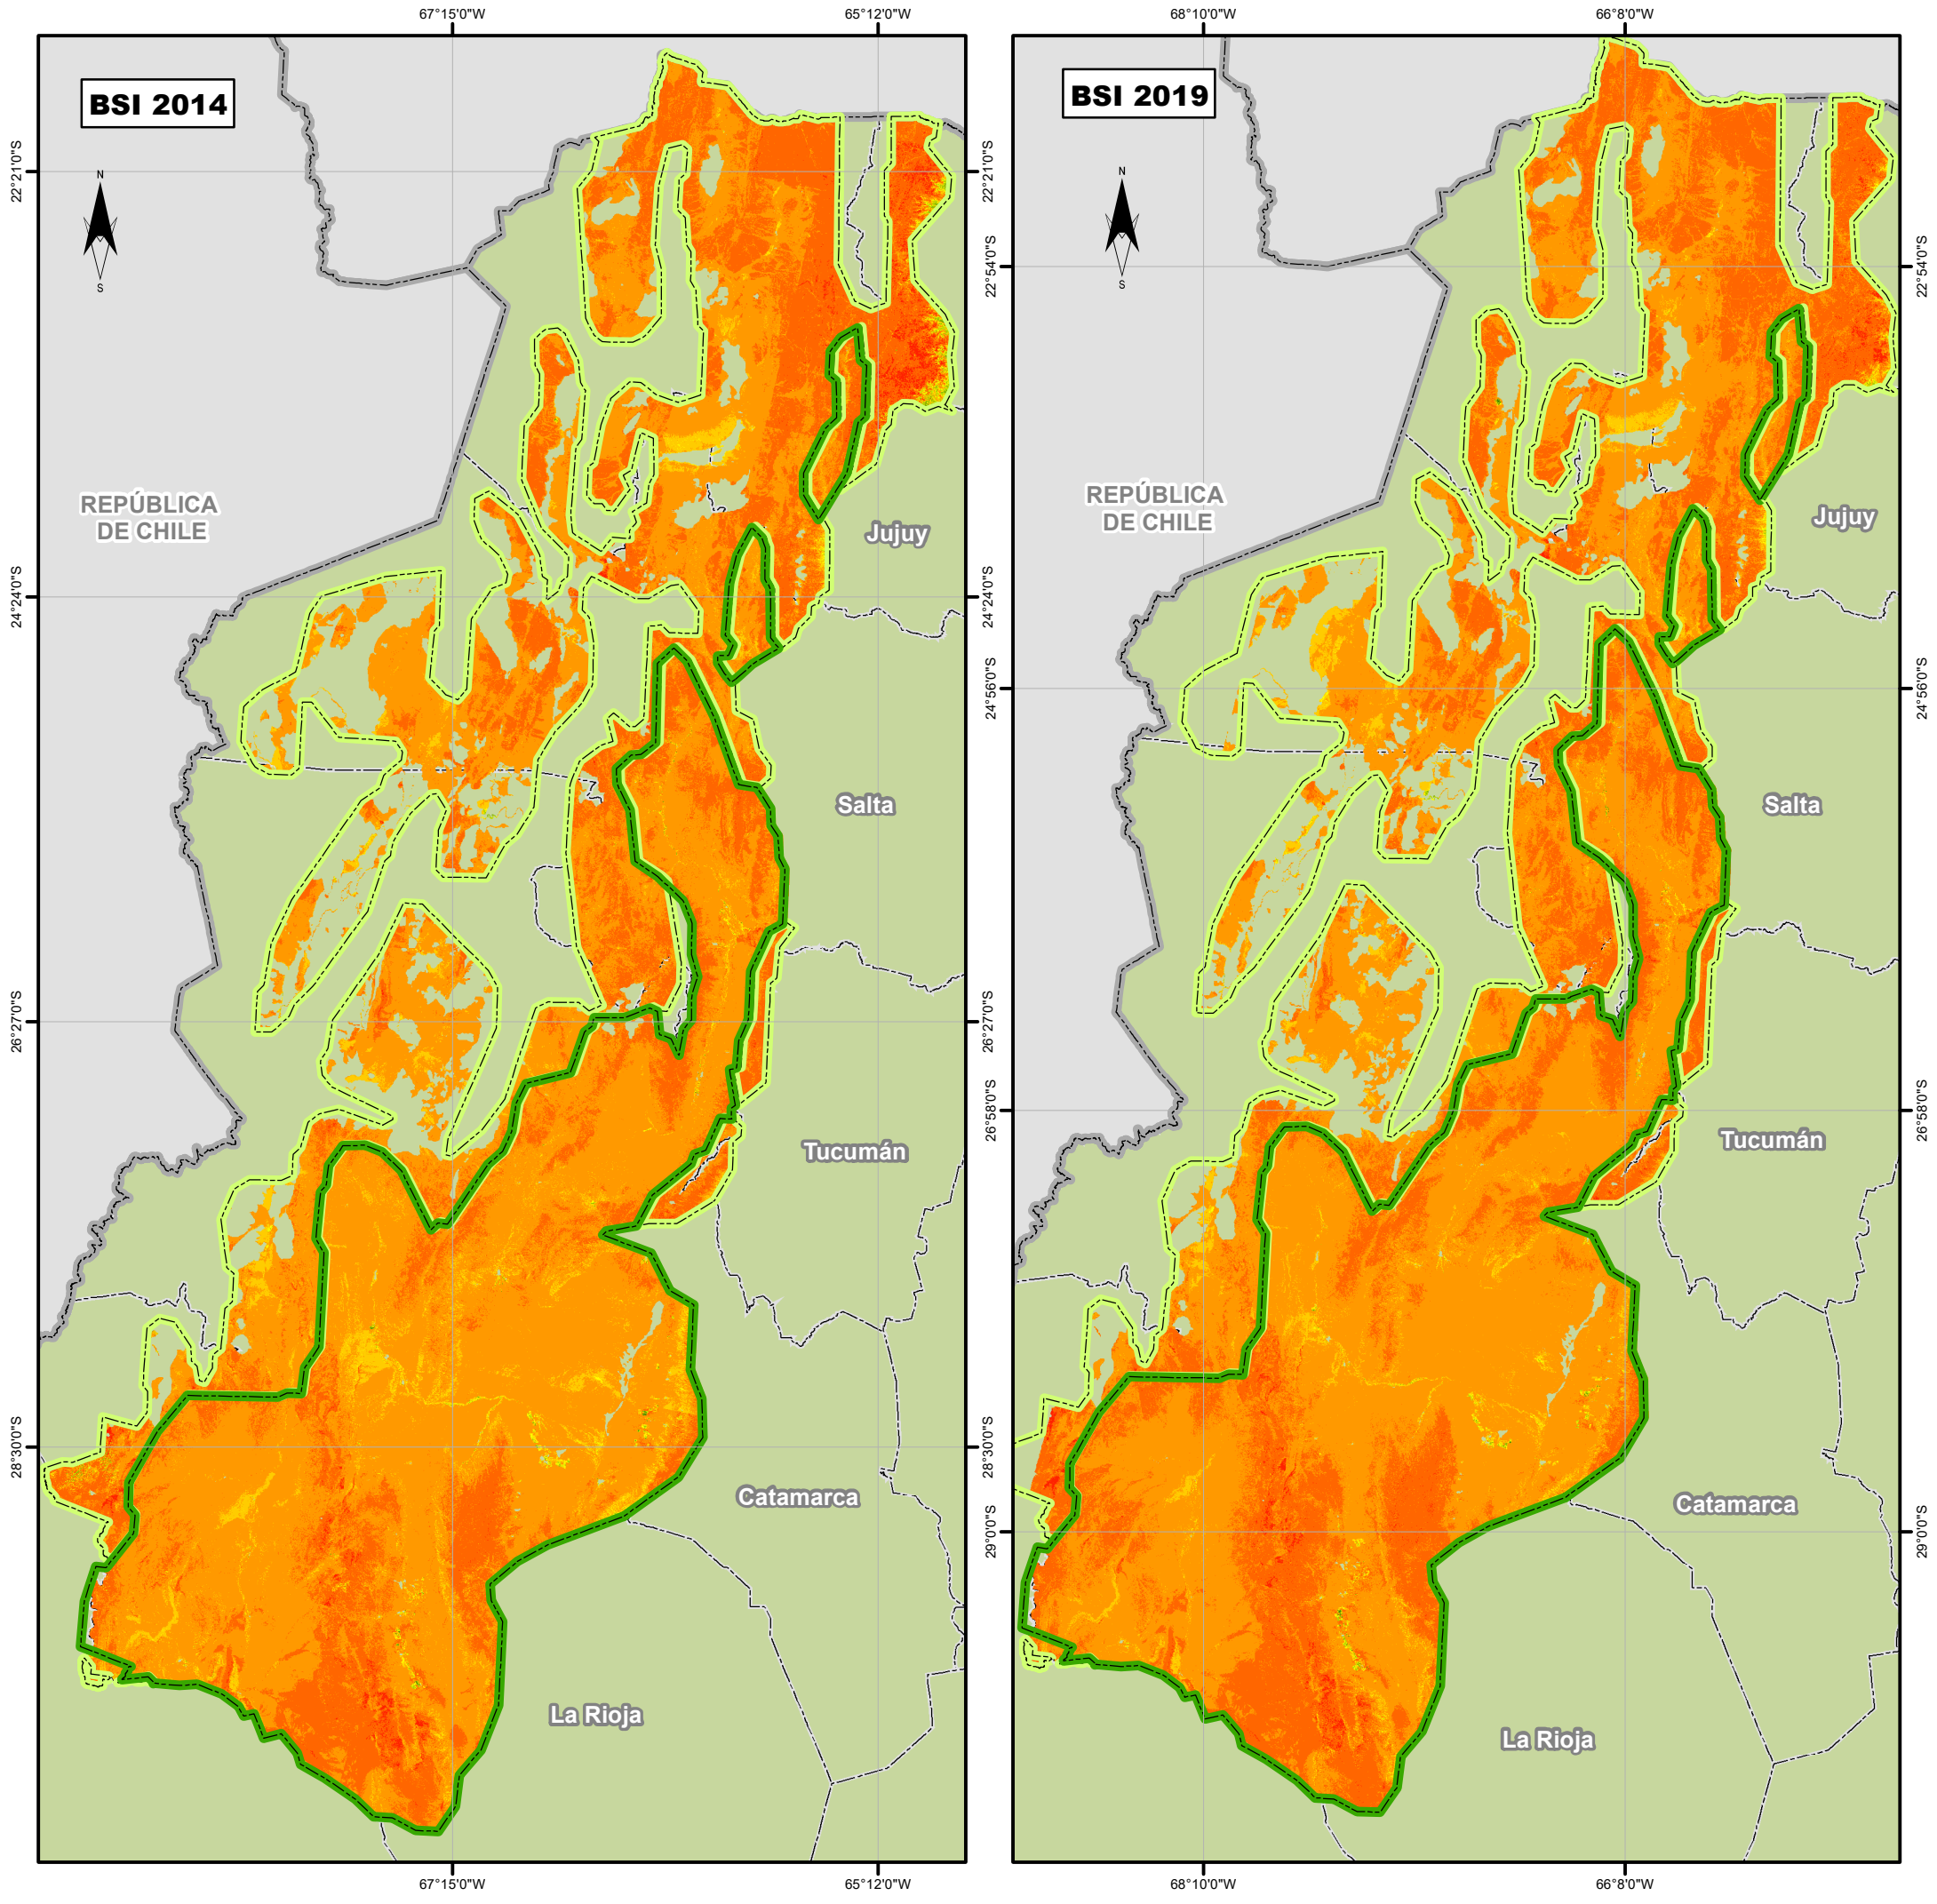 67°15'0"W
65°12'0"W
68°10'0"W
66°8'0"W
BSI 2014
BSI 2019
N
S
N
S
22°21'0"S
22°21'0"S
22°54'0"S
22°54'0"S
REPÚBLICA
DE CHILE
REPÚBLICA
DE CHILE
Jujuy
Jujuy
24°24'0"S
24°24'0"S
24°56'0"S
24°56'0"S
Salta
Salta
26°27'0"S
26°27'0"S
26°58'0"S
26°58'0"S
Tucumán
Tucumán
28°30'0"S
28°30'0"S
29°0'0"S
29°0'0"S
Catamarca
Catamarca
La Rioja
La Rioja
67°15'0"W
65°12'0"W
68°10'0"W
66°8'0"W